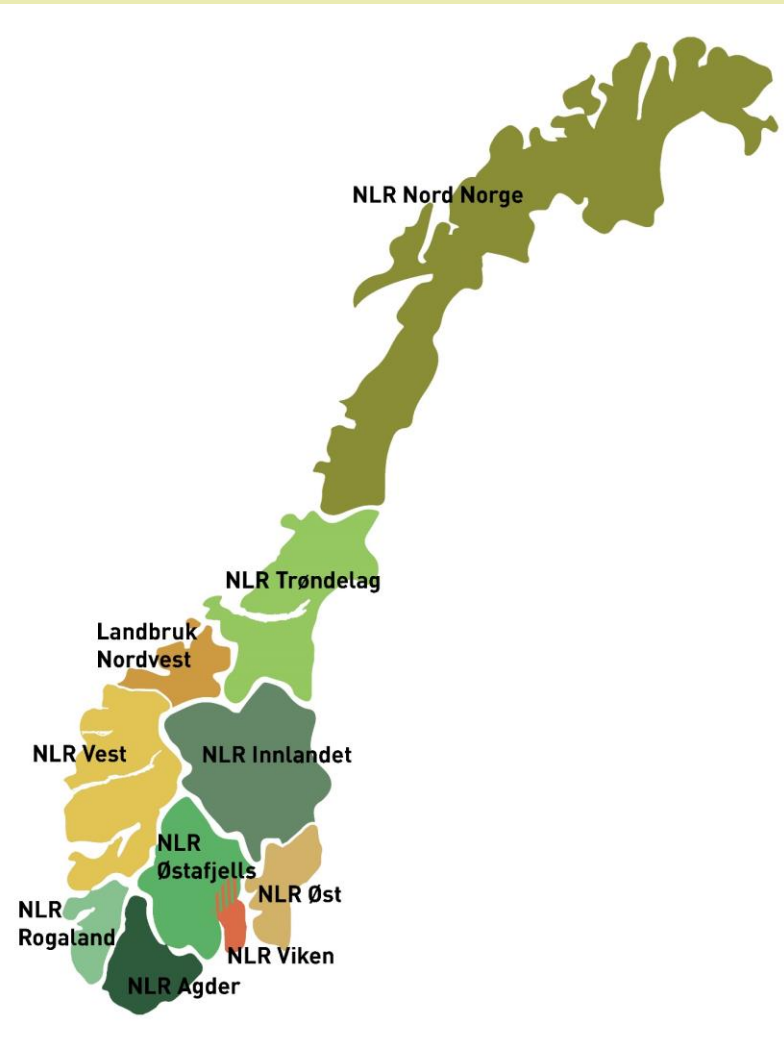 NLR Nord Norge
NLR Trøndelag
Landbruk
Nordvest
NLR Vest
NLR Innlandet
NLR
Østafjells
NLR Øst
NLR
Rogaland
NLR Viken
NLR Agder